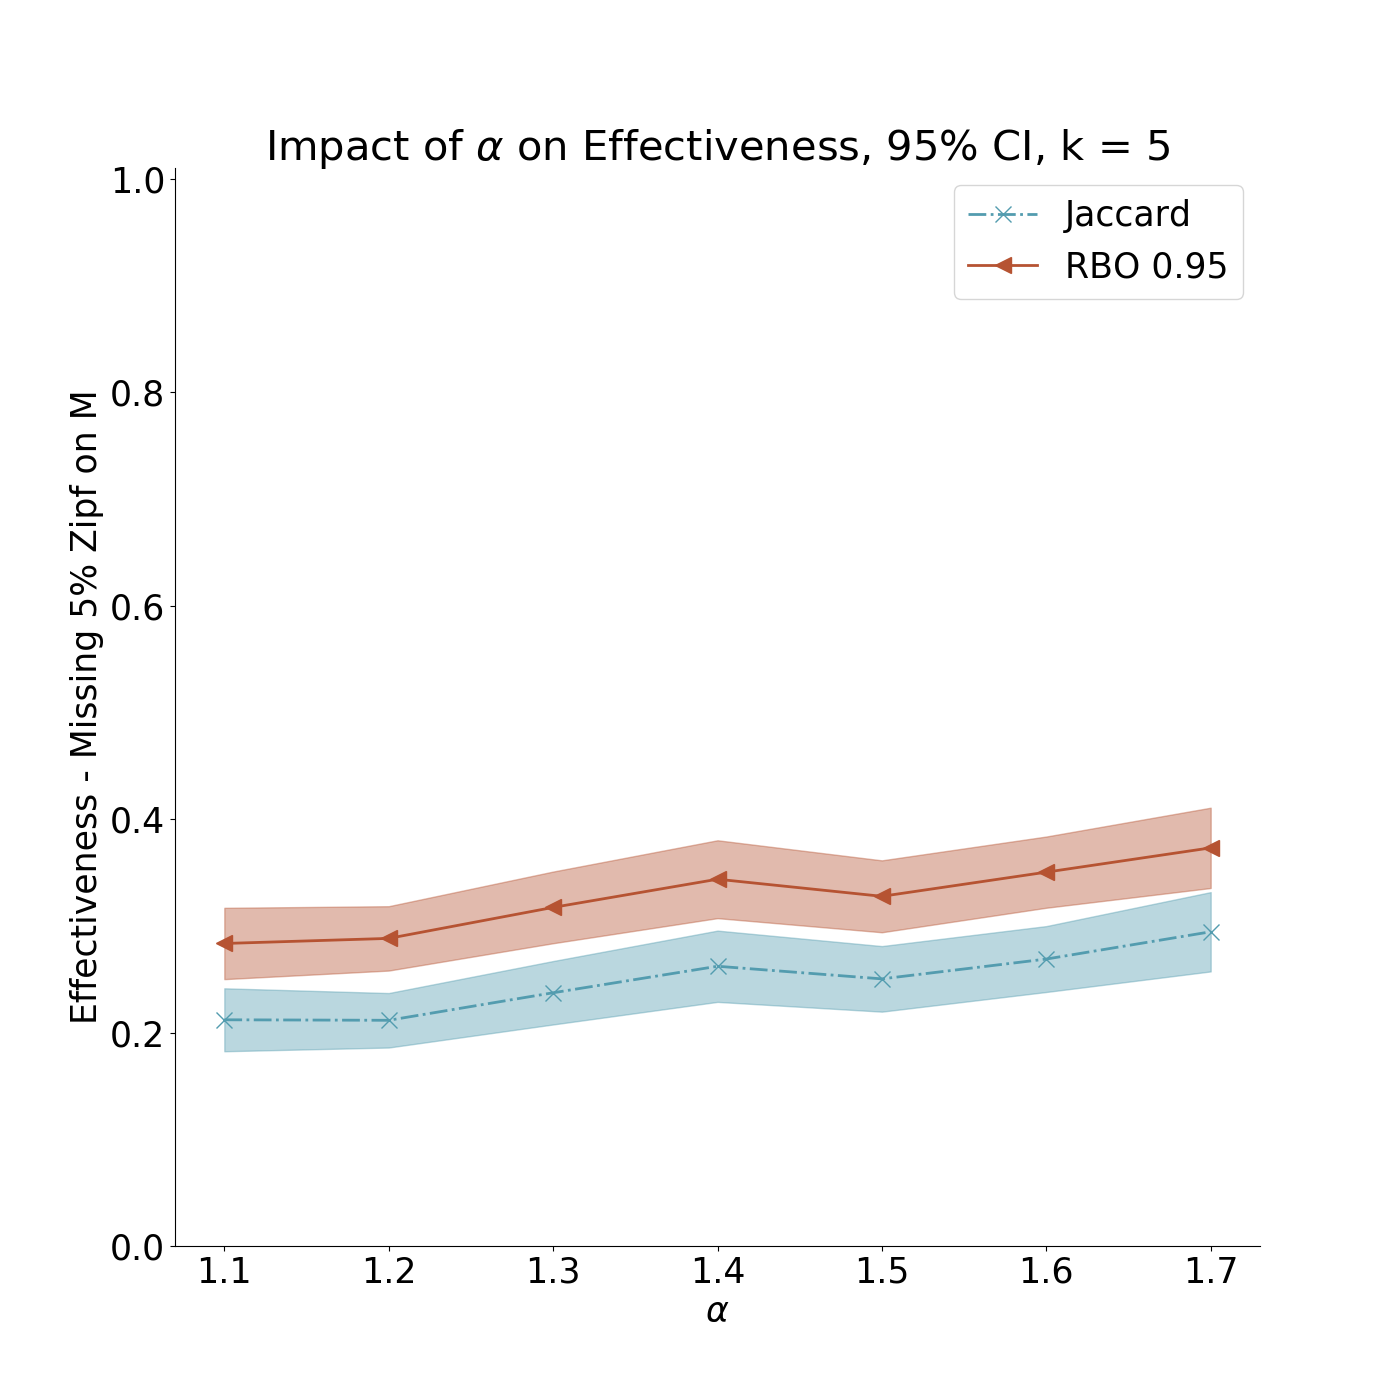 Impact of α on Effectiveness, 95% CI, k = 5
Jaccard
RBO 0.95
Effectiveness - Missing 5% Zipf on M
1.0
0.8
0.6
0.4
0.2
0.0
1.1 1.2 1.3 1.4 1.5 1.6 1.7
α